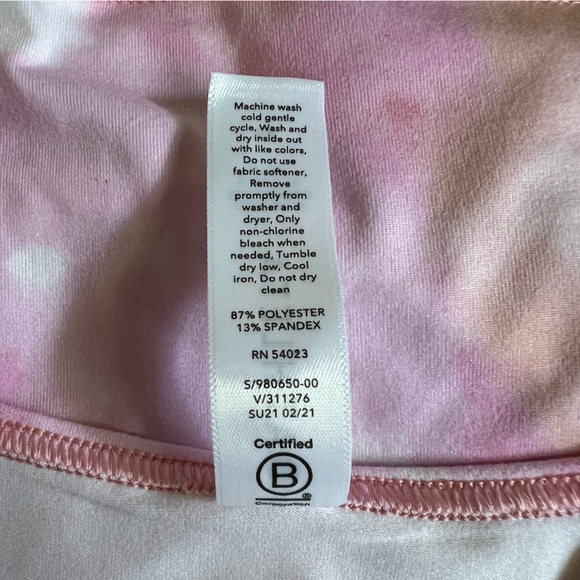 Machine wash
cold gentle
cycle, Wash and
dry inside out
with like colors,
Do not use
fabric softener,
Remove
promptly from
washer and
dryer, Only
non-chlorine
bleach when
needed, Tumble
dry low, Cool
iron, Do not dry
clean
87% POLYESTER
13% SPANDEX
RN 54023
S/980650-00
V/311276
SU21 02/21
Certified
B
®
Corporation